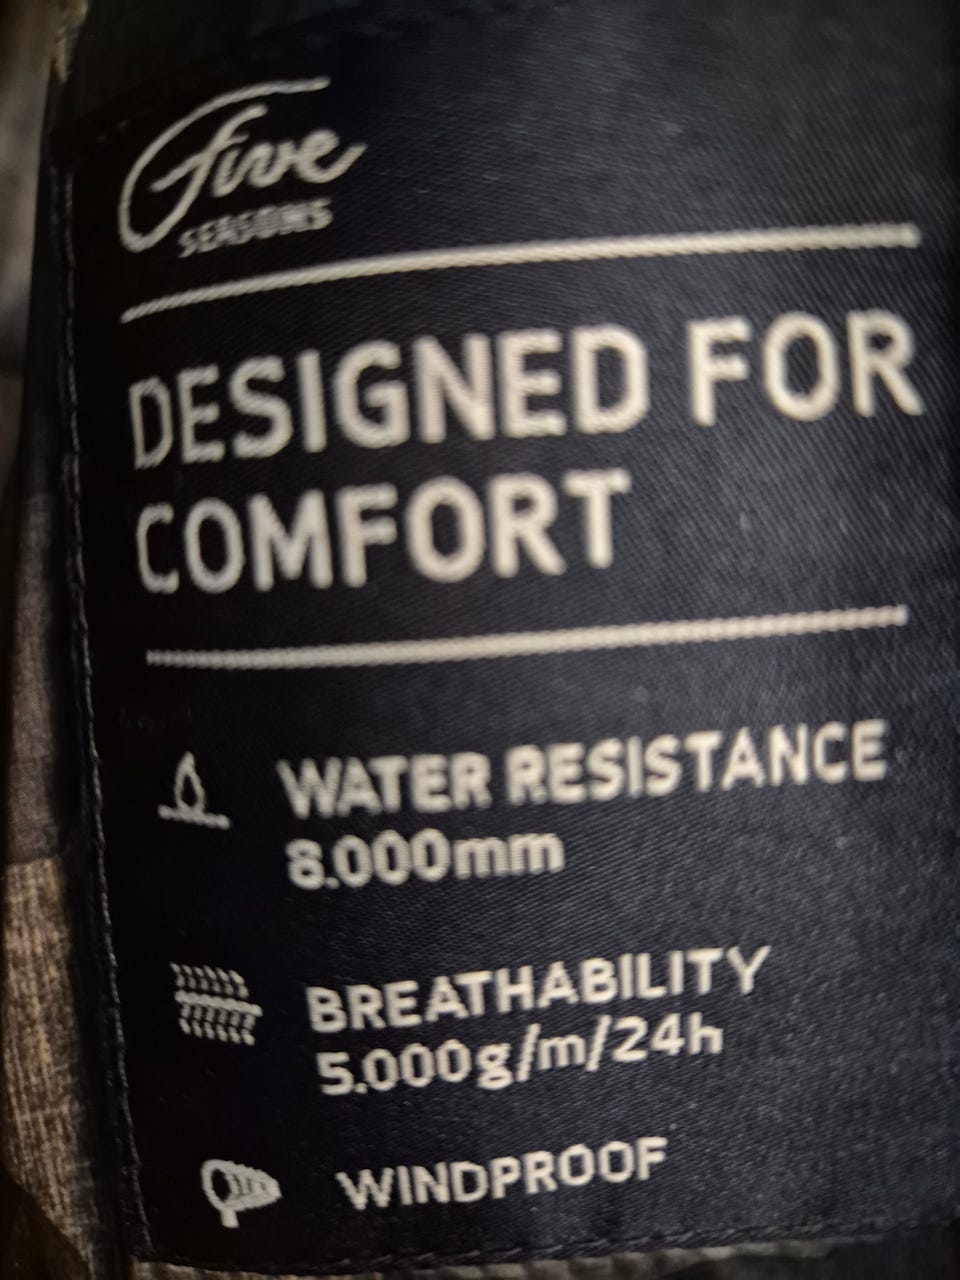 Five
SEASONS
DESIGNED FOR
COMFORT
WATER RESISTANCE
8.000mm
BREATHABILITY
5.000g/m/24h
WINDPROOF